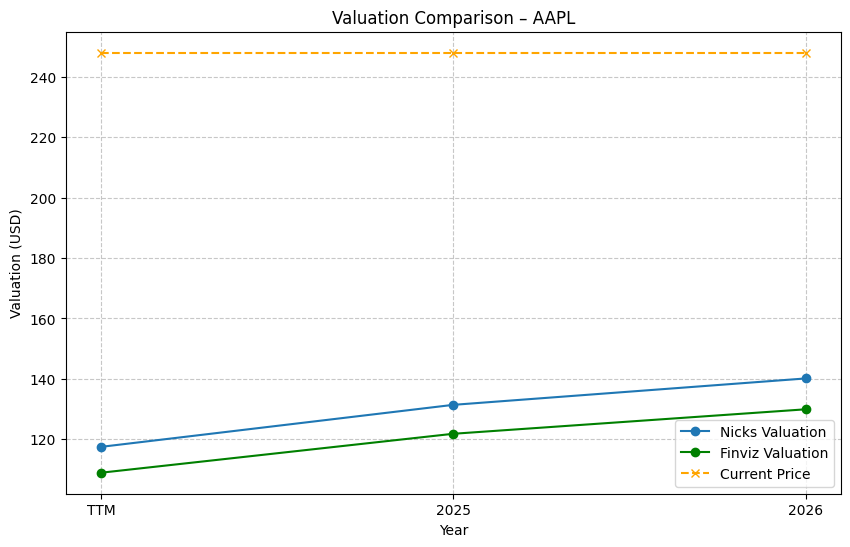 Valuation Comparison – AAPL
Valuation (USD)
240
220
200
180
160
140
120
TTM
2025
2026
Year
Nicks Valuation
Finviz Valuation
Current Price